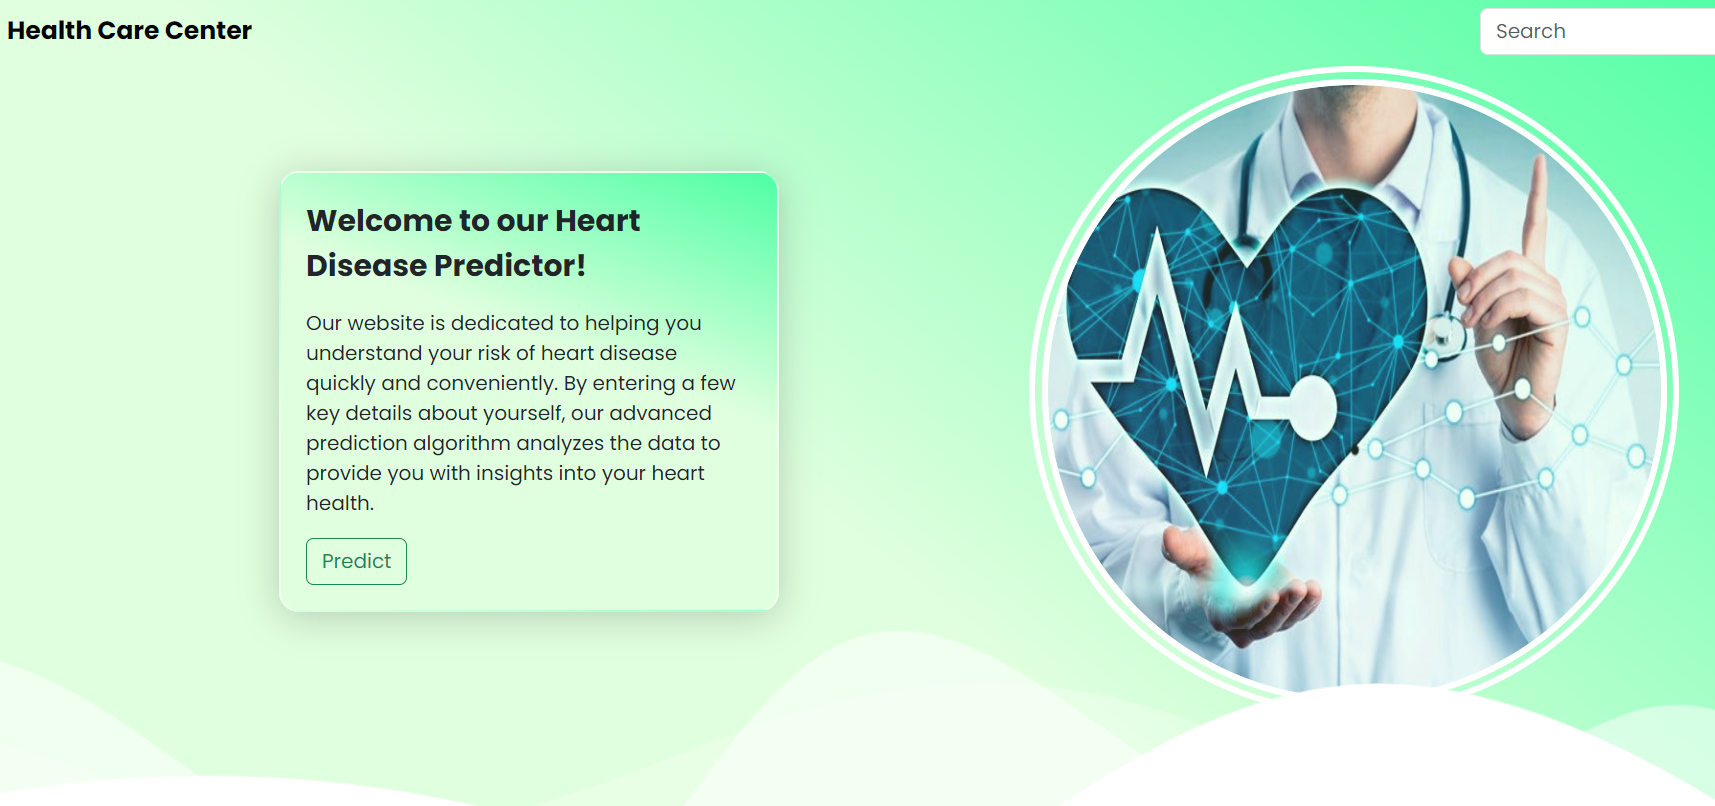 Health Care Center
Search
Welcome to our Heart
Disease Predictor!
Our website is dedicated to helping you
understand your risk of heart disease
quickly and conveniently. By entering a few
key details about yourself, our advanced
prediction algorithm analyzes the data to
provide you with insights into your heart
health.
Predict